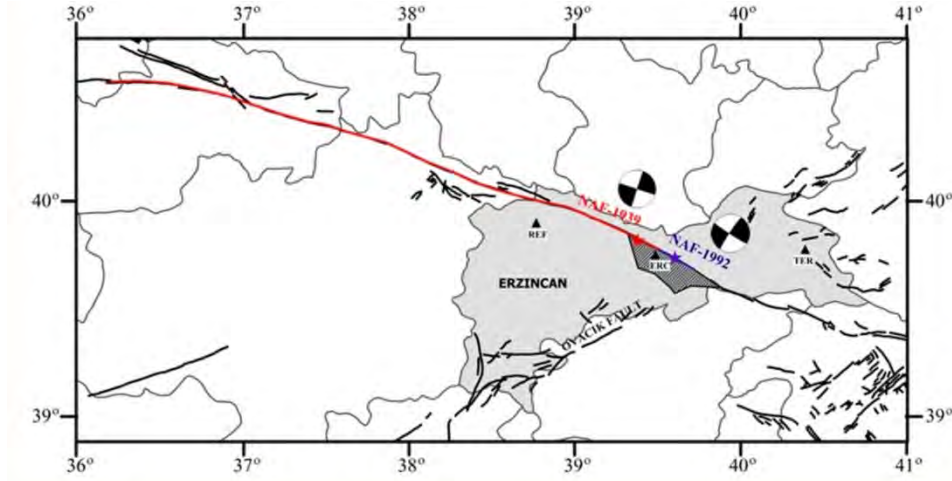 36° 37° 38° 39° 40° 41°
40° 40°
NAF-1939
NAF-1992
REF
ERC
TER
ERZINCAN
OVACIK FAULT
39° 39°
36° 37° 38° 39° 40° 41°